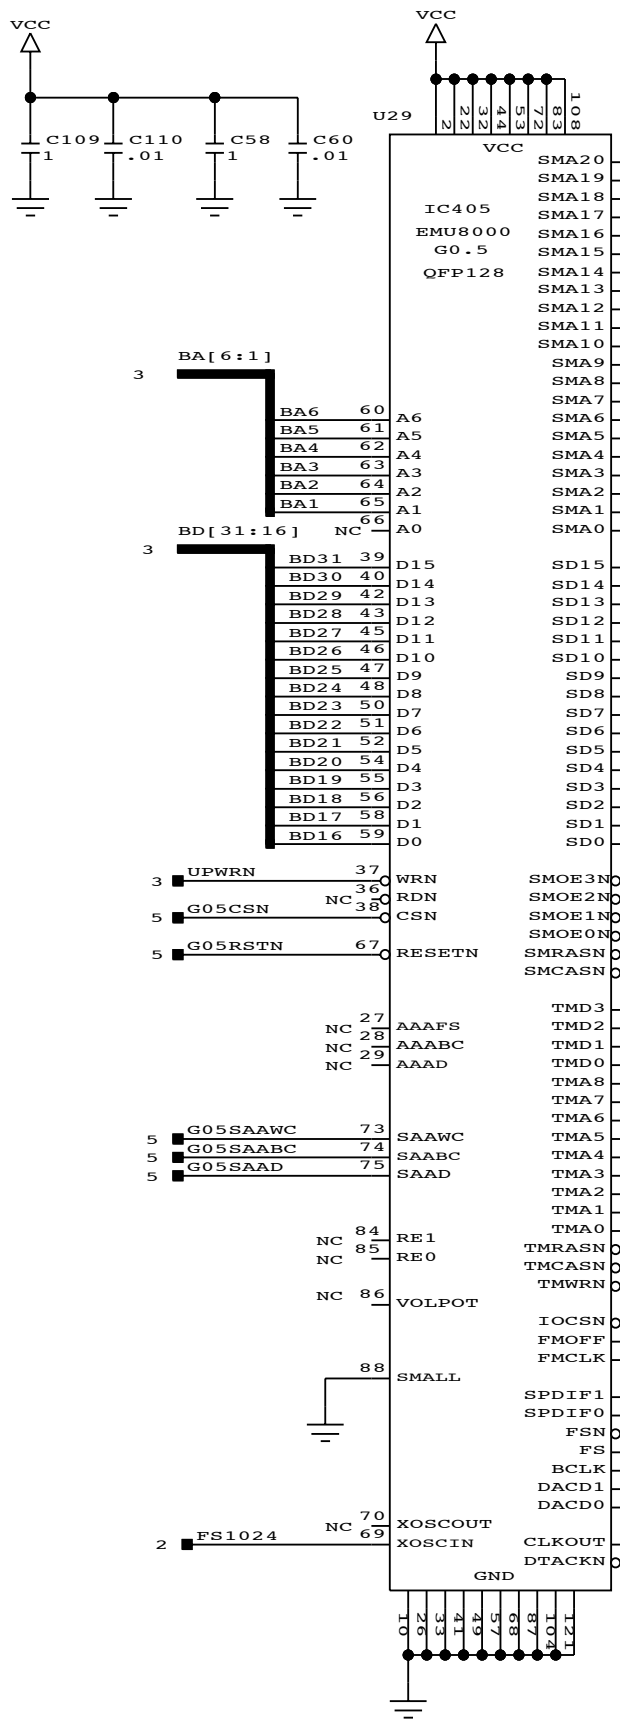 VCC
VCC
C109 C110 C58 C60
1 .01 1 .01
U29
2 22 32 44 53 72 83 108
VCC
IC405
EMU8000
G0.5
QFP128
SMA20
SMA19
SMA18
SMA17
SMA16
SMA15
SMA14
SMA13
SMA12
SMA11
SMA10
SMA9
SMA8
SMA7
BA[6:1]
3
BA6 60 A6 SMA6
BA5 61 A5 SMA5
BA4 62 A4 SMA4
BA3 63 A3 SMA3
BA2 64 A2 SMA2
BA1 65 A1 SMA1
NC 66 A0 SMA0
BD[31:16]
3
BD31 39 D15 SD15
BD30 40 D14 SD14
BD29 42 D13 SD13
BD28 43 D12 SD12
BD27 45 D11 SD11
BD26 46 D10 SD10
BD25 47 D9 SD9
BD24 48 D8 SD8
BD23 50 D7 SD7
BD22 51 D6 SD6
BD21 52 D5 SD5
BD20 54 D4 SD4
BD19 55 D3 SD3
BD18 56 D2 SD2
BD17 58 D1 SD1
BD16 59 D0 SD0
3 UPWRN 37 WRN SMOE3N
NC 36 RDN SMOE2N
5 G05CSN 38 CSN SMOE1N
SMOE0N
5 G05RSTN 67 RESETN SMRASN
SMCASN
TMD3
NC 27 AAAFS TMD2
NC 28 AAABC TMD1
NC 29 AAAD TMD0
TMA8
TMA7
TMA6
5 G05SAAWC 73 SAAWC TMA5
5 G05SAABC 74 SAABC TMA4
5 G05SAAD 75 SAAD TMA3
TMA2
TMA1
TMA0
NC 84 RE1 TMRASN
NC 85 RE0 TMCASN
TMWRN
NC 86 VOLPOT
IOCSN
FMOFF
FMCLK
88 SMALL
SPDIF1
SPDIF0
FSN
FS
BCLK
DACD1
DACD0
NC 70 XOSCOUT
2 FS1024 69 XOSCIN CLKOUT
DTACKN
GND
10 26 33 41 49 57 68 87 104 121